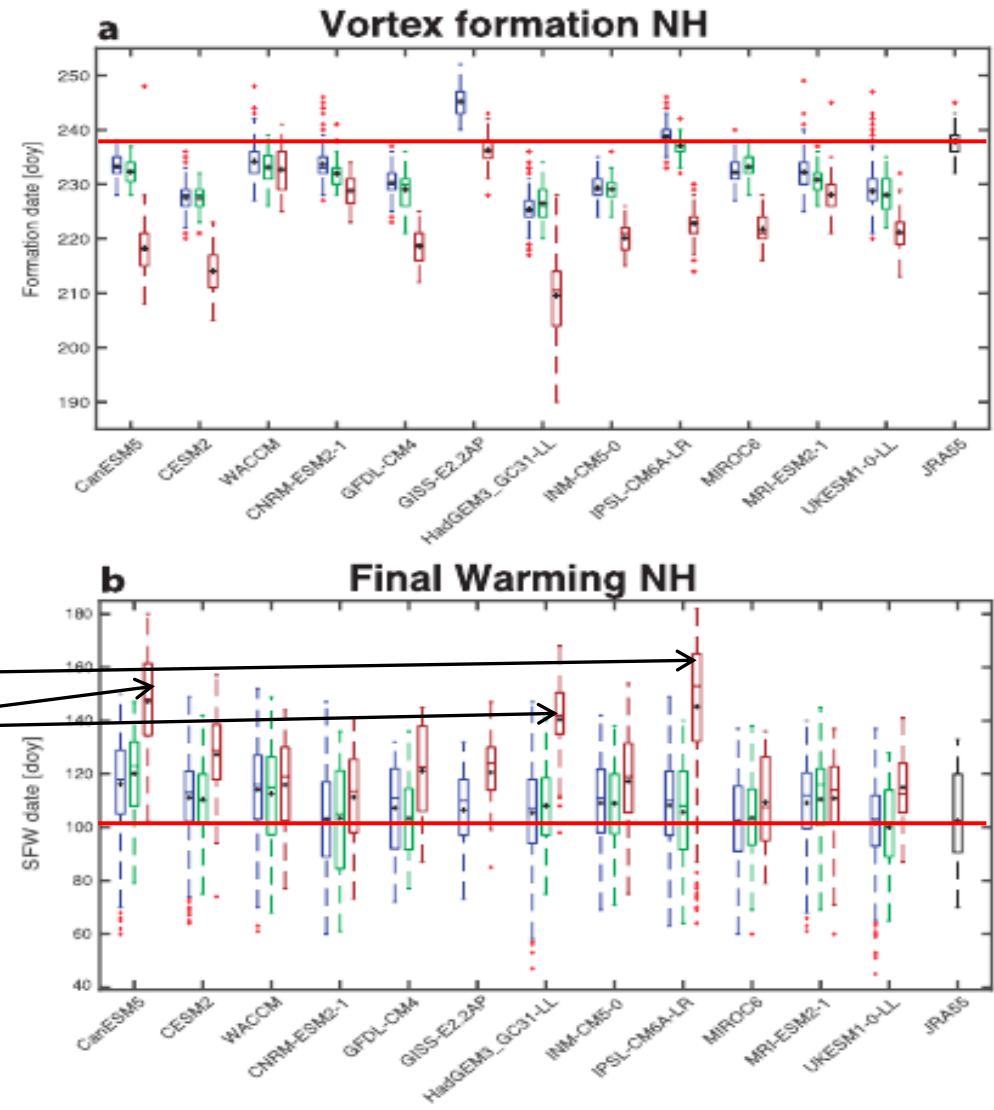 a Vortex formation NH
Formation date [doy]
250
240
230
220
210
200
190
CanESM5
CESM2
WACCM
CNRM-ESM2-1
GFDL-CM4
GISS-E2.2AP
HadGEM3_GC31-LL
INM-CM5-0
IPSL-CM6A-LR
MIROC6
MRI-ESM2-1
UKESM1-0-LL
JRA55
b Final Warming NH
SFW date [doy]
180
160
140
120
100
80
60
40
CanESM5
CESM2
WACCM
CNRM-ESM2-1
GFDL-CM4
GISS-E2.2AP
HadGEM3_GC31-LL
INM-CM5-0
IPSL-CM6A-LR
MIROC6
MRI-ESM2-1
UKESM1-0-LL
JRA55